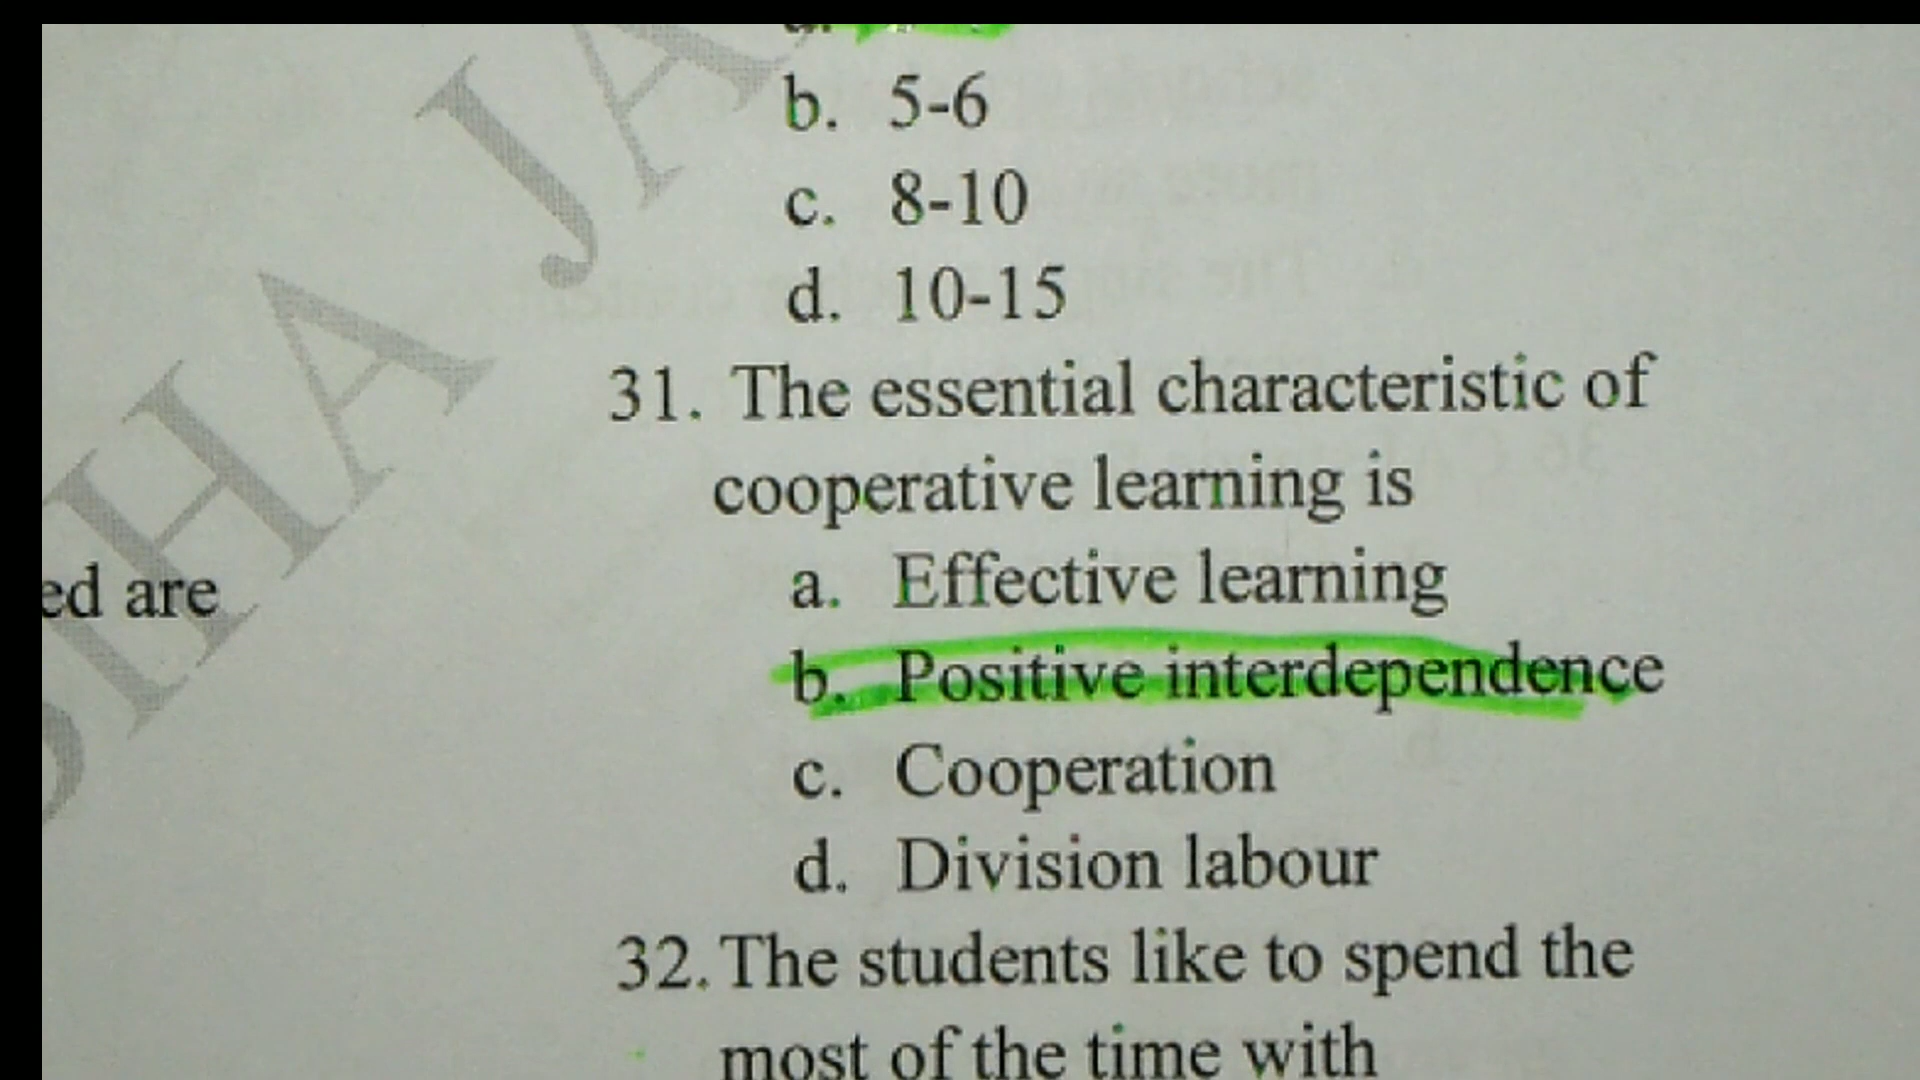 b. 5-6
c. 8-10
d. 10-15
31. The essential characteristic of
cooperative learning is
a. Effective learning
ed are
b. Positive interdependence
c. Cooperation
d. Division labour
32. The students like to spend the
most of the time with